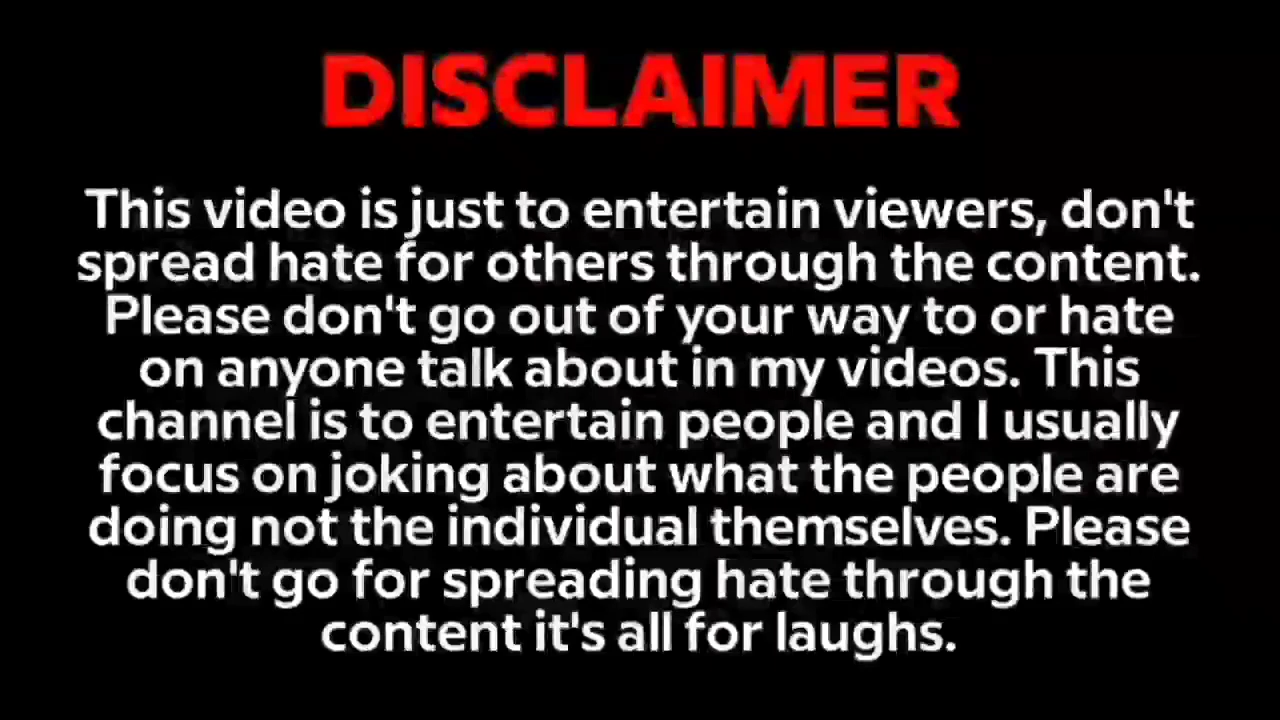 DISCLAIMER
This video is just to entertain viewers, don't
spread hate for others through the content.
Please don't go out of your way to or hate
on anyone talk about in my videos. This
channel is to entertain people and I usually
focus on joking about what the people are
doing not the individual themselves. Please
don't go for spreading hate through the
content it's all for laughs.